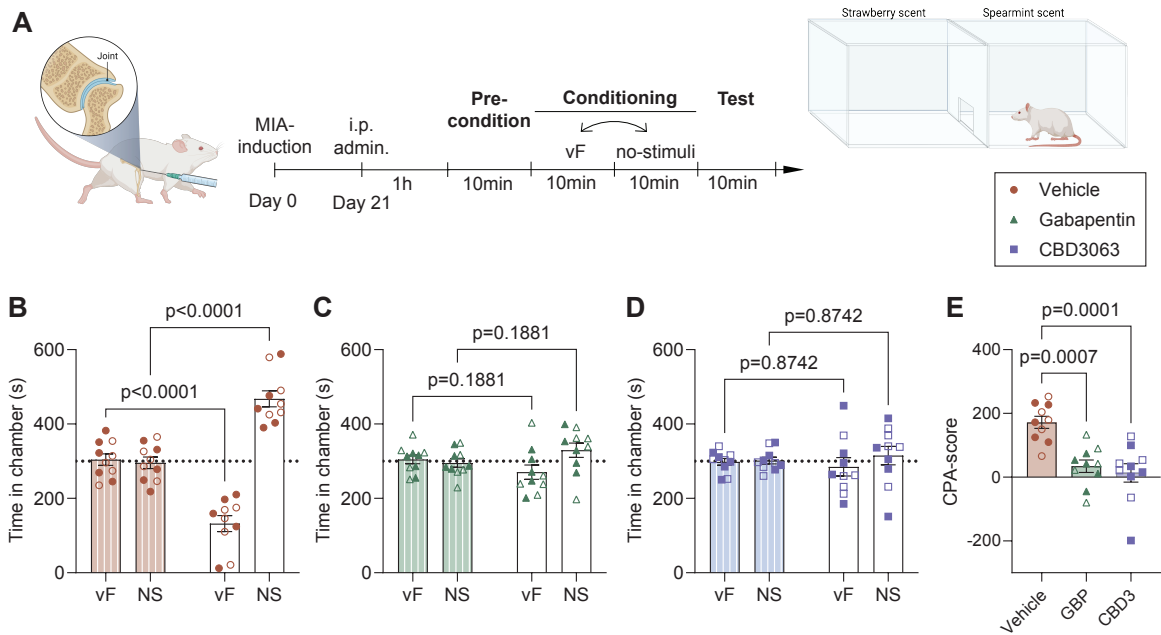 A
Joint
MIA-
induction
i.p.
admin.
Pre-
condition
Conditioning
Test
vF
no-stimuli
1h
10min
10min
10min
10min
Day 0
Day 21
Strawberry scent
Spearmint scent
Vehicle
Gabapentin
CBD3063
B
p<0.0001
p<0.0001
Time in chamber (s)
600
400
200
0
vF
NS
vF
NS
C
p=0.1881
p=0.1881
Time in chamber (s)
600
400
200
0
vF
NS
vF
NS
D
p=0.8742
p=0.8742
Time in chamber (s)
600
400
200
0
vF
NS
vF
NS
E
p=0.0001
p=0.0007
CPA-score
400
200
0
-200
Vehicle
GBP
CBD3